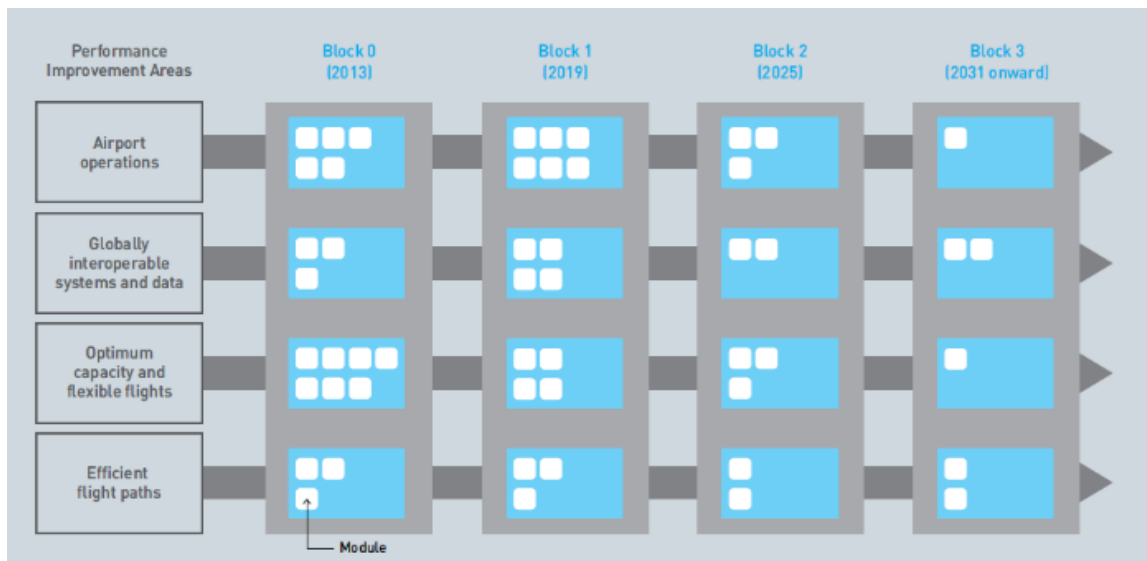 Performance
Improvement Areas
Block 0
(2013)
Block 1
(2019)
Block 2
(2025)
Block 3
(2031 onward)
Airport
operations
Globally
interoperable
systems and data
Optimum
capacity and
flexible flights
Efficient
flight paths
Module